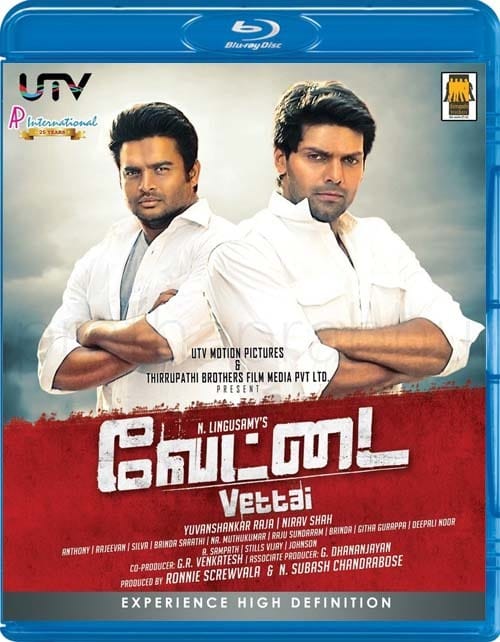 Blu-ray Disc
UTV
AP International
25 YEARS
UTV MOTION PICTURES
&
THIRRUPATHI BROTHERS FILM MEDIA PVT LTD.
PRESENT
N. LINGUSAMY'S
வேட்டை
Vettai
YUVANSHANKAR RAJA | NIRAV SHAH
ANTHONY | RAJEEVAN | SILVA | BRINDA SARATHI | NA. MUTHUKUMAR | RAJU SUNDARAM | BRINDA | GITHA GURAPPA | DEEPALI NOOR
A. SAMPATH | STILLS VIJAY | JOHNSON
CO-PRODUCER: G.R. VENKATESH | ASSOCIATE PRODUCER: G. DHANANJAYAN
PRODUCED BY RONNIE SCREWVALA & N. SUBASH CHANDRABOSE
EXPERIENCE HIGH DEFINITION